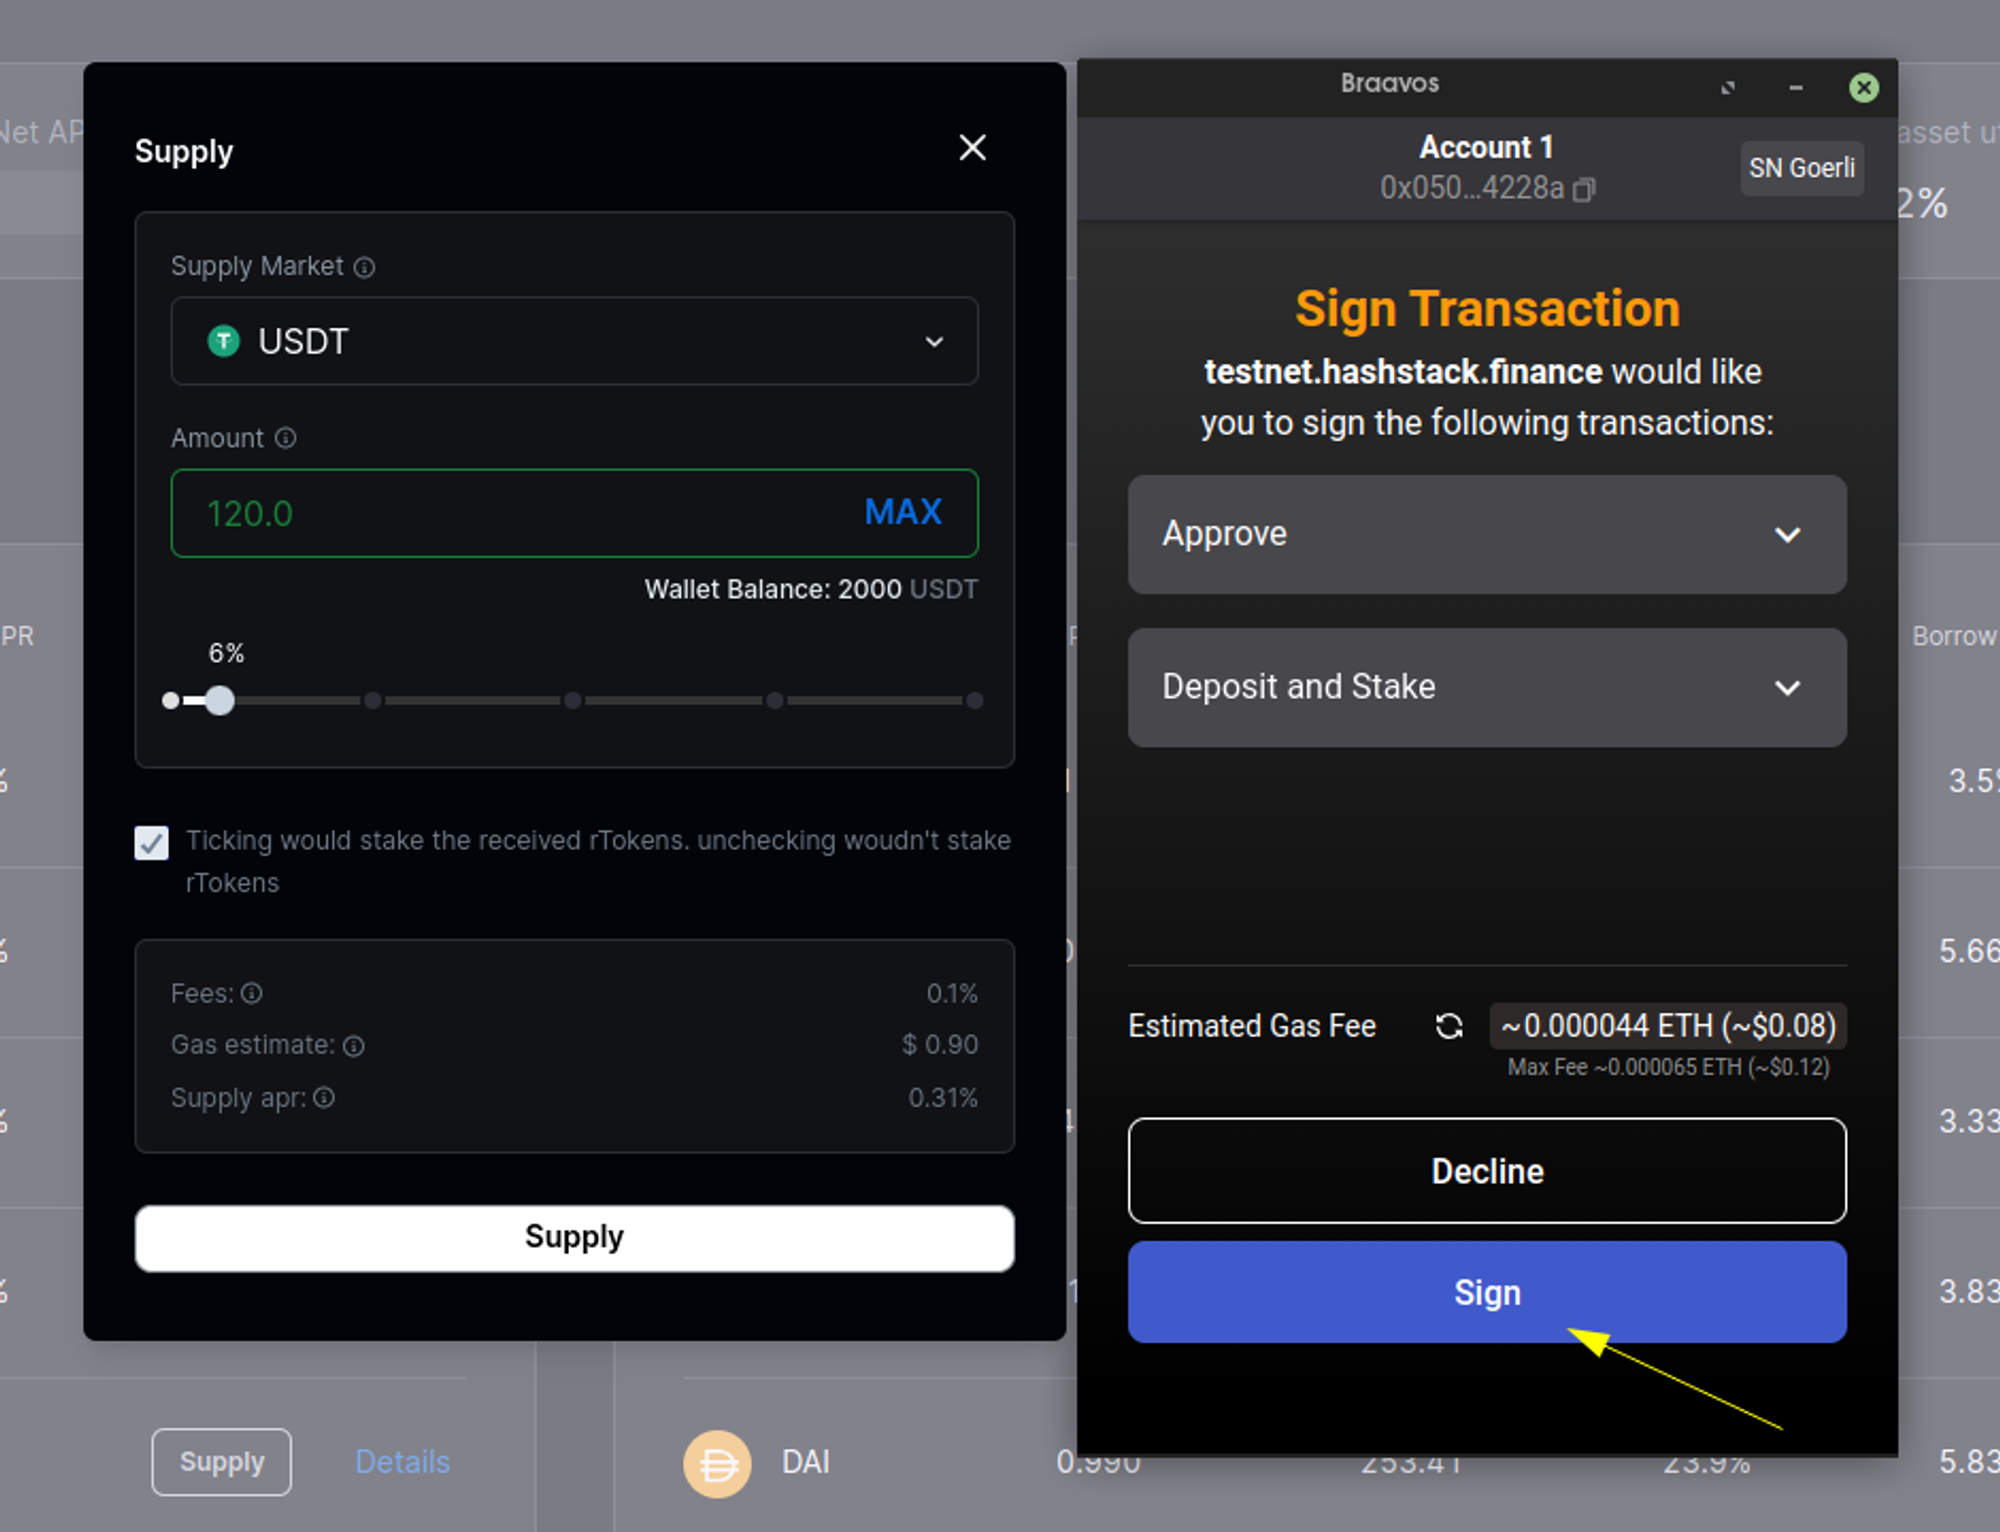 Net AP
Supply
Supply Market
USDT
Amount
120.0
MAX
Wallet Balance: 2000 USDT
6%
Ticking would stake the received rTokens. unchecking woudn't stake
rTokens
Fees:
0.1%
Gas estimate:
$ 0.90
Supply apr:
0.31%
Supply
Braavos
Account 1
0x050...4228a
SN Goerli
Sign Transaction
testnet.hashstack.finance would like
you to sign the following transactions:
Approve
Deposit and Stake
Estimated Gas Fee
~0.000044 ETH (~$0.08)
Max Fee ~0.000065 ETH (~$0.12)
Decline
Sign
asset ut
2%
PR
Borrow
3.5%
5.66
3.33
3.83
Supply
Details
DAI
0.990
253.41
23.9%
5.83